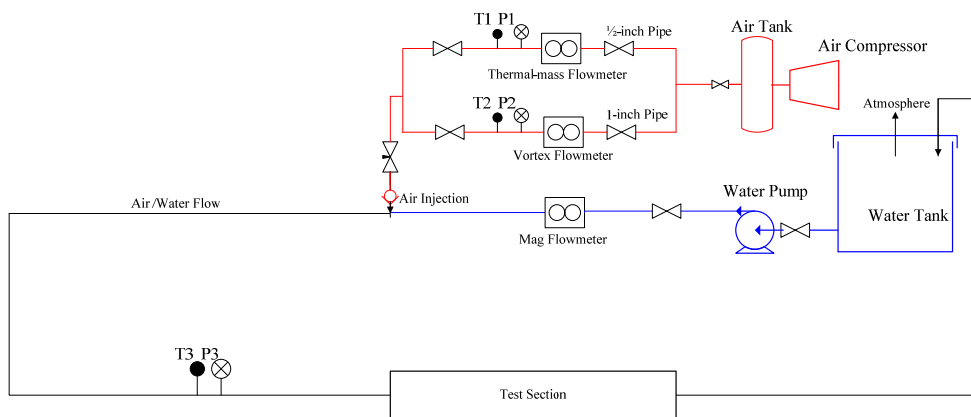 T1 P1
½-inch Pipe
Air Tank
Air Compressor
Thermal-mass Flowmeter
T2 P2
1-inch Pipe
Atmosphere
Vortex Flowmeter
Air Injection
Air /Water Flow
Water Pump
Water Tank
Mag Flowmeter
T3 P3
Test Section